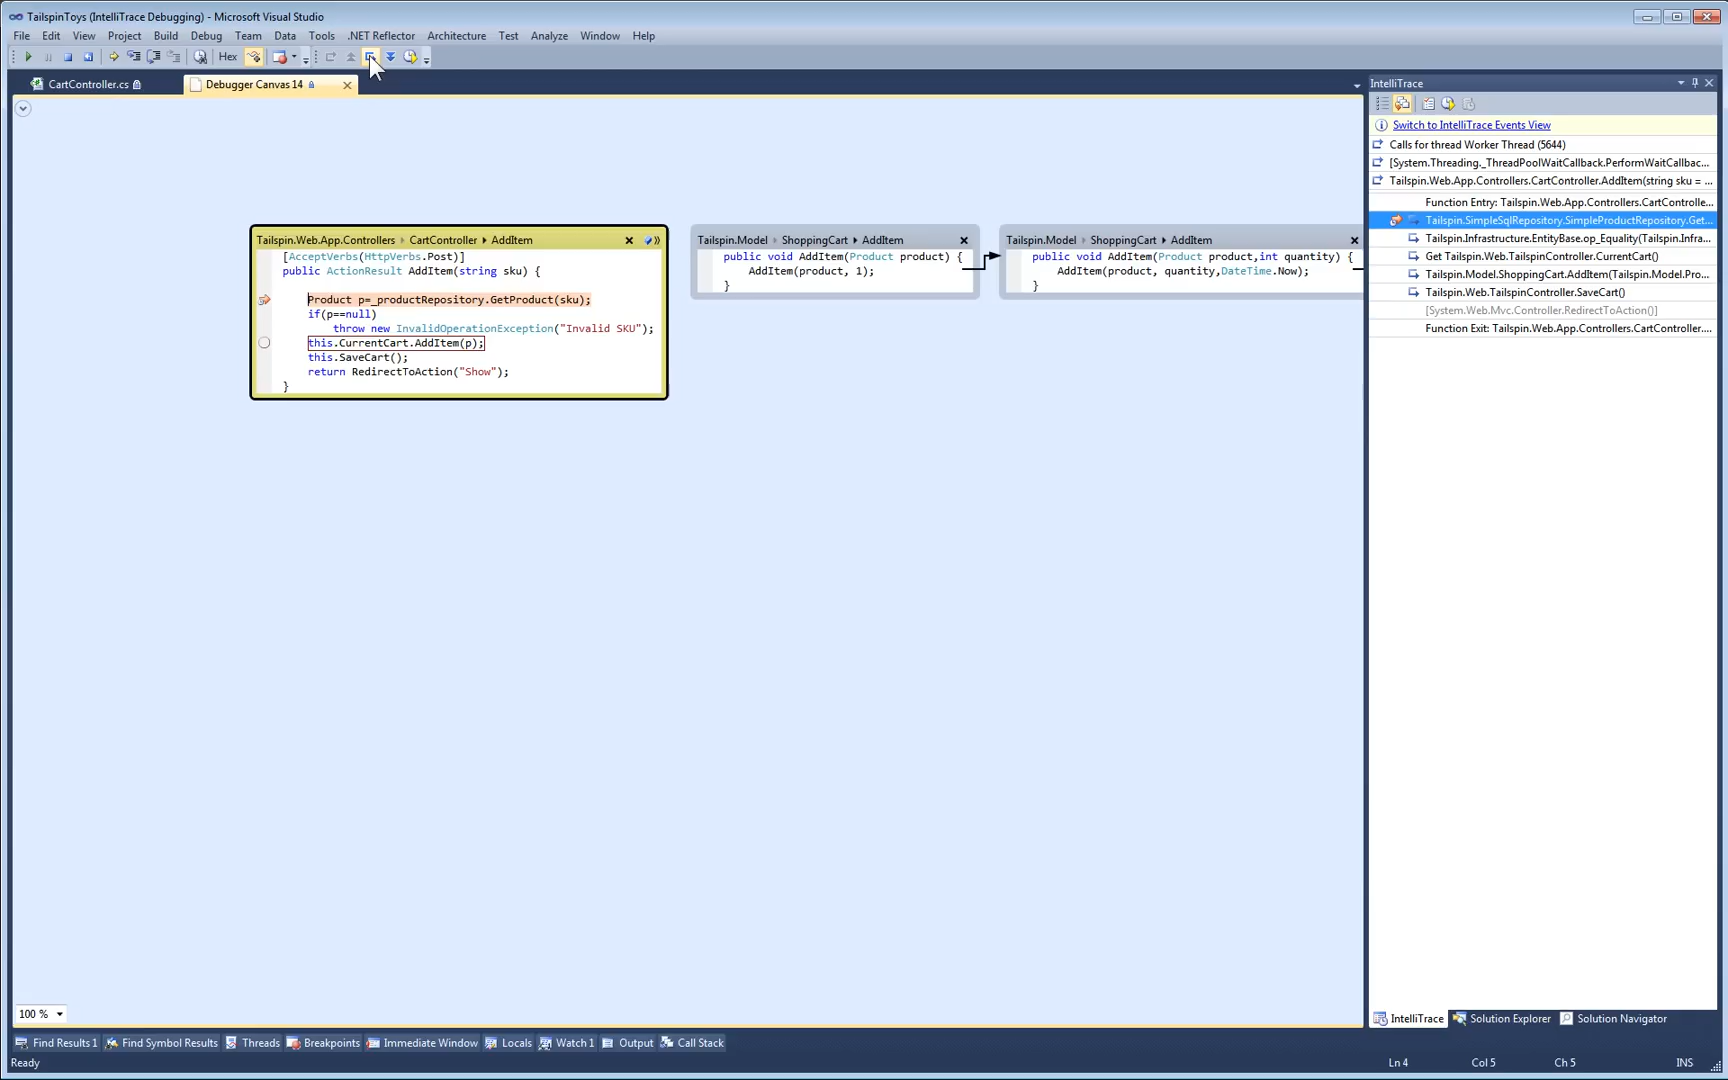 TailspinToys (IntelliTrace Debugging) - Microsoft Visual Studio
File Edit View Project Build Debug Team Data Tools .NET Reflector Architecture Test Analyze Window Help
Hex
CartController.cs
Debugger Canvas 14
Tailspin.Web.App.Controllers CartController AddItem
[AcceptVerbs(HttpVerbs.Post)]
public ActionResult AddItem(string sku) {
Product p=_productRepository.GetProduct(sku);
if(p==null)
throw new InvalidOperationException("Invalid SKU");
this.CurrentCart.AddItem(p);
this.SaveCart();
return RedirectToAction("Show");
}
Tailspin.Model ShoppingCart AddItem
public void AddItem(Product product) {
AddItem(product, 1);
}
Tailspin.Model ShoppingCart AddItem
public void AddItem(Product product,int quantity) {
AddItem(product, quantity,DateTime.Now);
}
IntelliTrace
Switch to IntelliTrace Events View
Calls for thread Worker Thread (5644)
[System.Threading._ThreadPoolWaitCallback.PerformWaitCallbac...
Tailspin.Web.App.Controllers.CartController.AddItem(string sku = ...
Function Entry: Tailspin.Web.App.Controllers.CartControlle...
Tailspin.SimpleSqlRepository.SimpleProductRepository.Get...
Tailspin.Infrastructure.EntityBase.op_Equality(Tailspin.Infra...
Get Tailspin.Web.TailspinController.CurrentCart()
Tailspin.Model.ShoppingCart.AddItem(Tailspin.Model.Pro...
Tailspin.Web.TailspinController.SaveCart()
[System.Web.Mvc.Controller.RedirectToAction()]
Function Exit: Tailspin.Web.App.Controllers.CartController....
100 %
IntelliTrace Solution Explorer Solution Navigator
Find Results 1 Find Symbol Results Threads Breakpoints Immediate Window Locals Watch 1 Output Call Stack
Ready
Ln 4 Col 5 Ch 5 INS